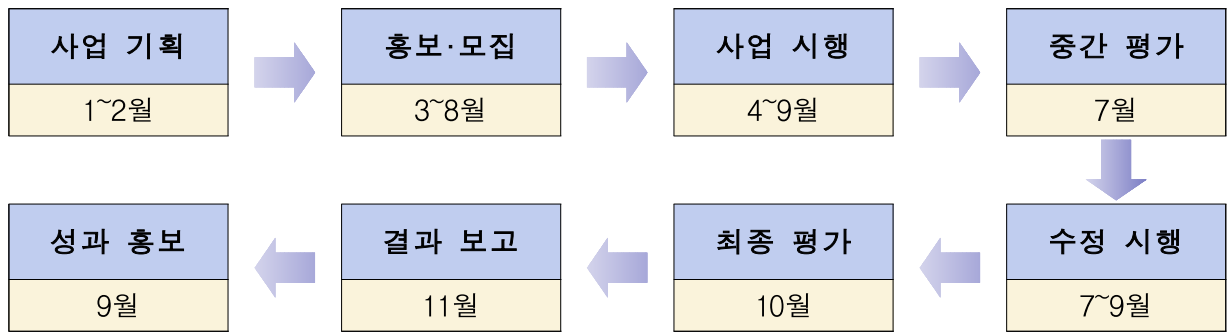 사업 기획
1~2월
홍보·모집
3~8월
사업 시행
4~9월
중간 평가
7월
수정 시행
7~9월
최종 평가
10월
결과 보고
11월
성과 홍보
9월